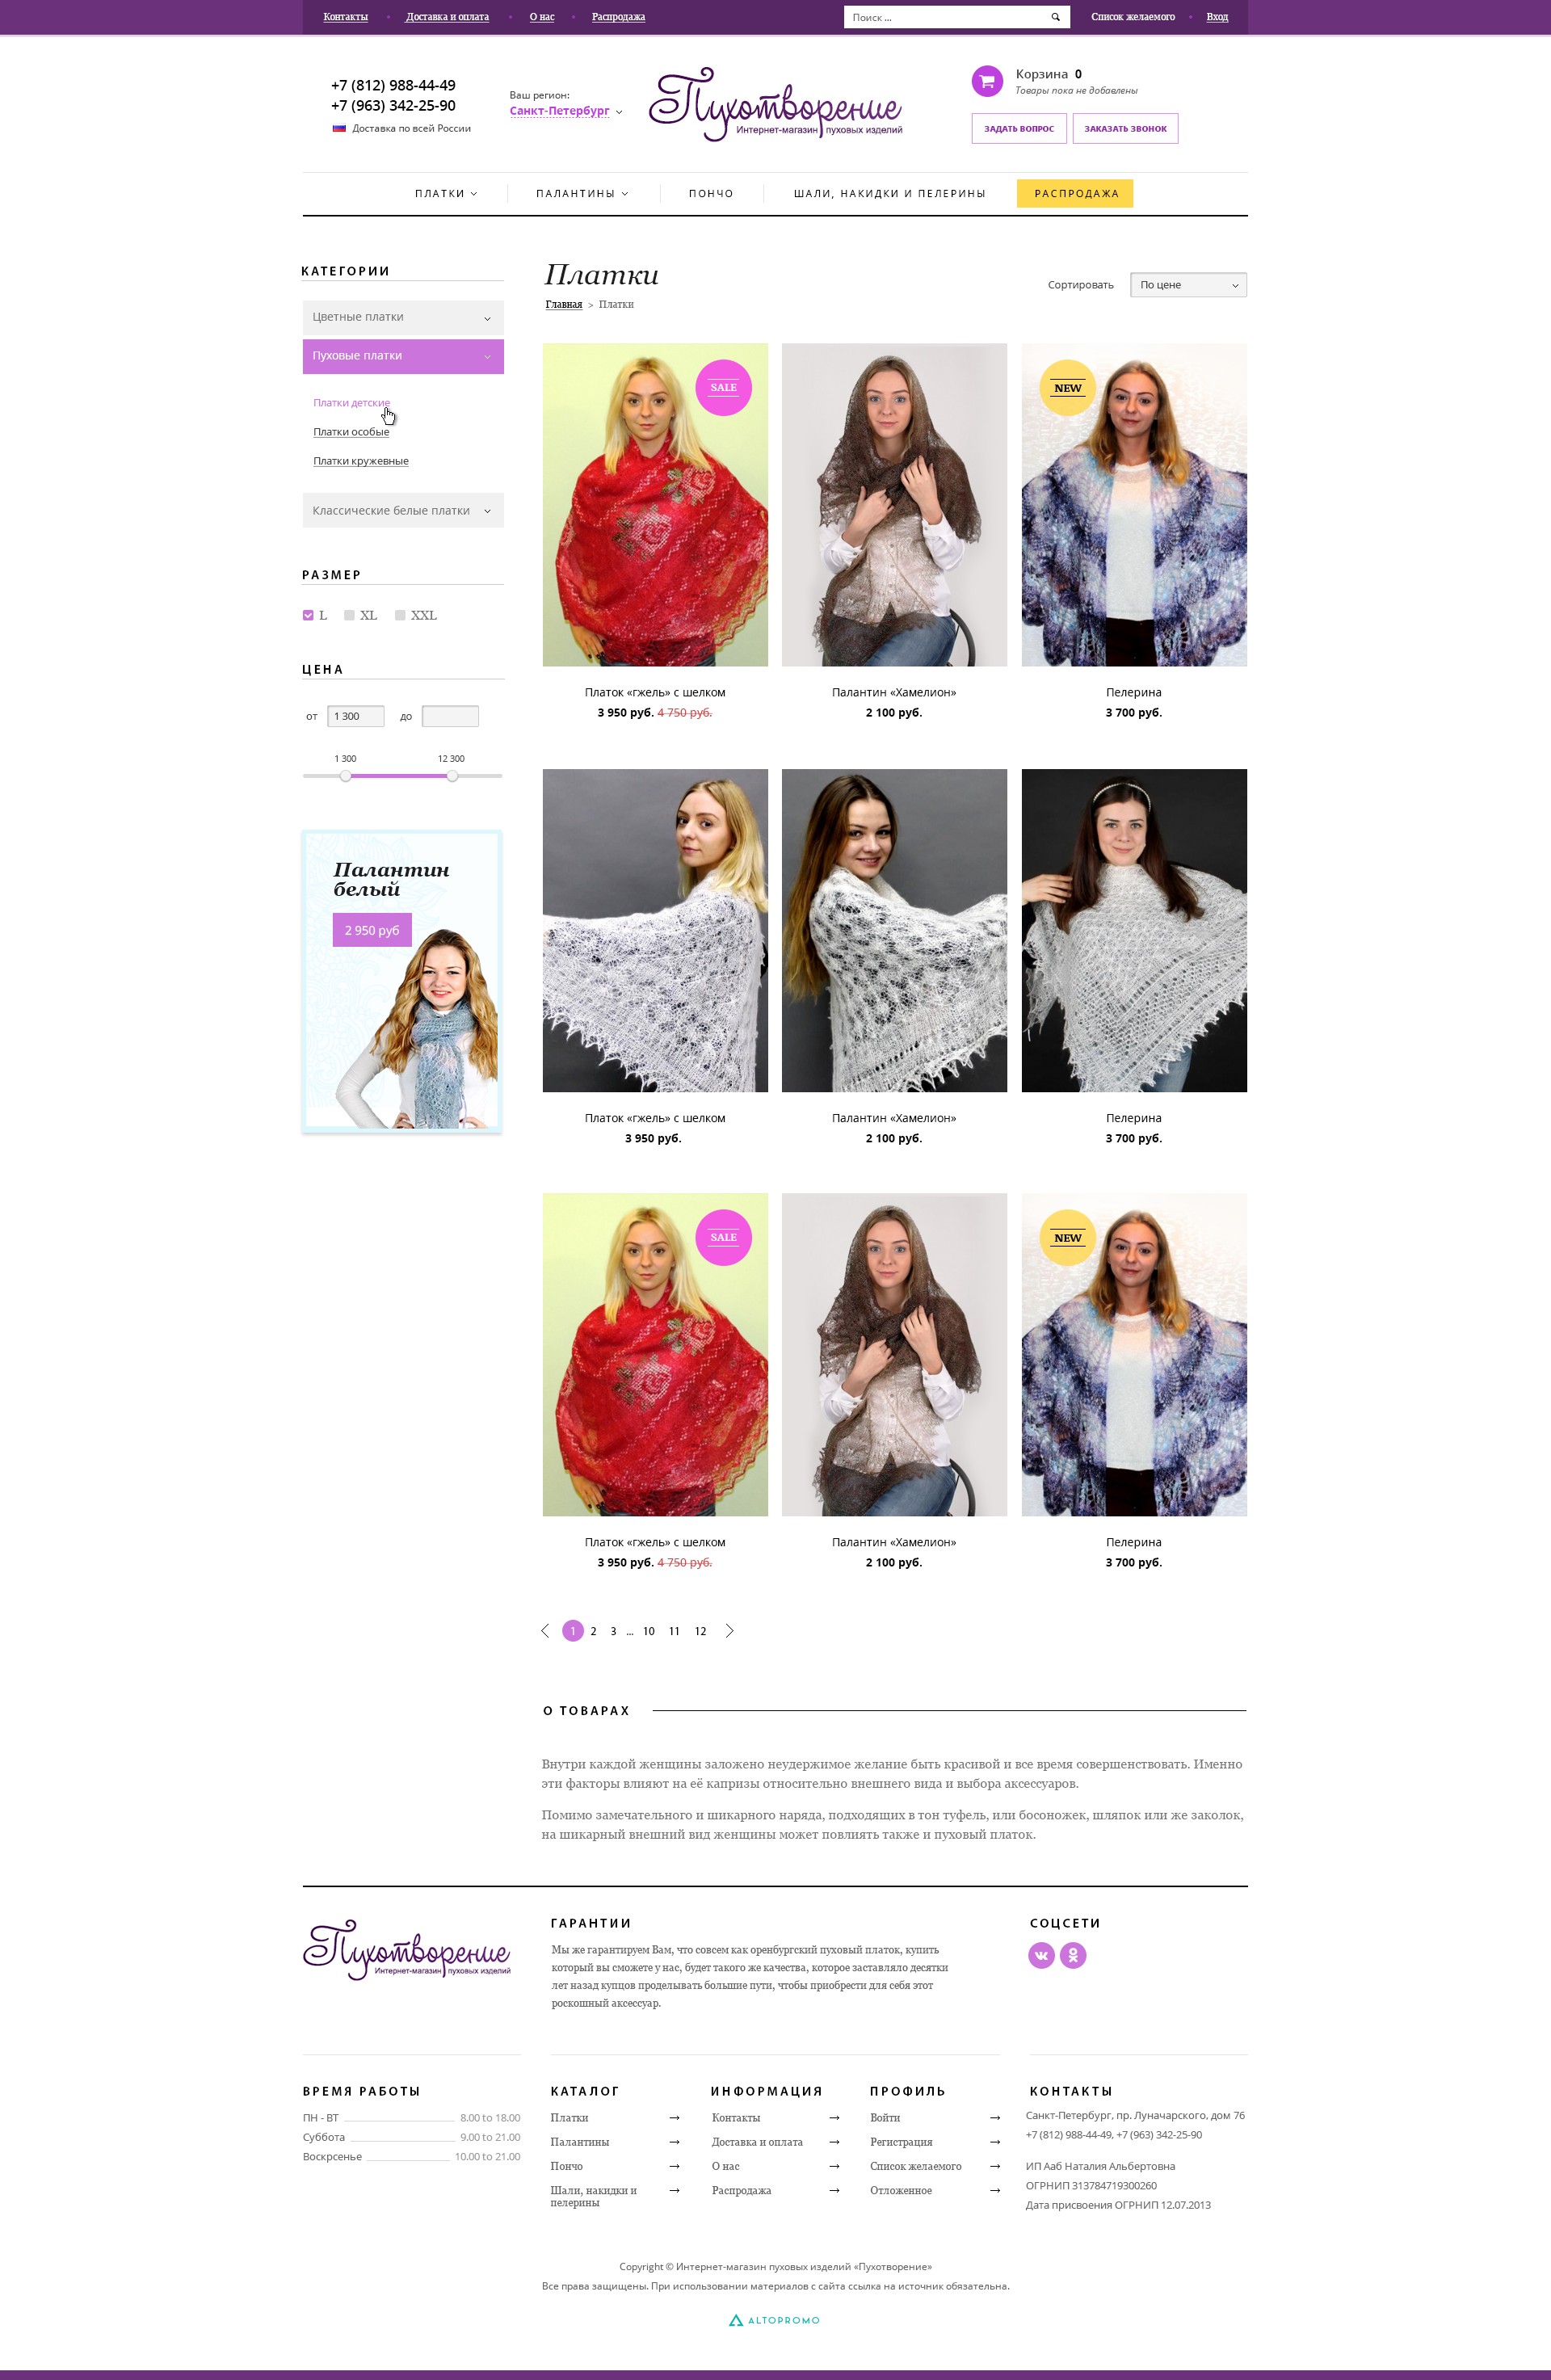 Контакты • Доставка и оплата • О нас • Распродажа
Поиск ...
Список желаемого • Вход
+7 (812) 988-44-49
+7 (963) 342-25-90
Доставка по всей России
Ваш регион:
Санкт-Петербург
Пухотворение
Интернет-магазин пуховых изделий
Корзина 0
Товары пока не добавлены
ЗАДАТЬ ВОПРОС
ЗАКАЗАТЬ ЗВОНОК
ПЛАТКИ ПАЛАНТИНЫ ПОНЧО ШАЛИ, НАКИДКИ И ПЕЛЕРИНЫ РАСПРОДАЖА
КАТЕГОРИИ
Цветные платки
Пуховые платки
Платки детские
Платки особые
Платки кружевные
Классические белые платки
РАЗМЕР
L XL XXL
ЦЕНА
от 1 300 до
1 300 12 300
Палантин
белый
2 950 руб
Платки
Главная > Платки
Сортировать По цене
SALE
NEW
Платок «гжель» с шелком
3 950 руб. 4 750 руб.
Палантин «Хамелион»
2 100 руб.
Пелерина
3 700 руб.
Платок «гжель» с шелком
3 950 руб.
Палантин «Хамелион»
2 100 руб.
Пелерина
3 700 руб.
SALE
NEW
Платок «гжель» с шелком
3 950 руб. 4 750 руб.
Палантин «Хамелион»
2 100 руб.
Пелерина
3 700 руб.
1 2 3 ... 10 11 12
О ТОВАРАХ
Внутри каждой женщины заложено неудержимое желание быть красивой и все время совершенствовать. Именно
эти факторы влияют на её капризы относительно внешнего вида и выбора аксессуаров.
Помимо замечательного и шикарного наряда, подходящих в тон туфель, или босоножек, шляпок или же заколок,
на шикарный внешний вид женщины может повлиять также и пуховый платок.
Пухотворение
Интернет-магазин пуховых изделий
ГАРАНТИИ
Мы же гарантируем Вам, что совсем как оренбургский пуховый платок, купить
который вы сможете у нас, будет такого же качества, которое заставляло десятки
лет назад купцов проделывать большие пути, чтобы приобрести для себя этот
роскошный аксессуар.
СОЦСЕТИ
ВРЕМЯ РАБОТЫ
ПН - ВТ 8.00 to 18.00
Суббота 9.00 to 21.00
Воскрсенье 10.00 to 21.00
КАТАЛОГ
Платки
Палантины
Пончо
Шали, накидки и
пелерины
ИНФОРМАЦИЯ
Контакты
Доставка и оплата
О нас
Распродажа
ПРОФИЛЬ
Войти
Регистрация
Список желаемого
Отложенное
КОНТАКТЫ
Санкт-Петербург, пр. Луначарского, дом 76
+7 (812) 988-44-49, +7 (963) 342-25-90
ИП Ааб Наталия Альбертовна
ОГРНИП 313784719300260
Дата присвоения ОГРНИП 12.07.2013
Copyright © Интернет-магазин пуховых изделий «Пухотворение»
Все права защищены. При использовании материалов с сайта ссылка на источник обязательна.
ALTOPROMO